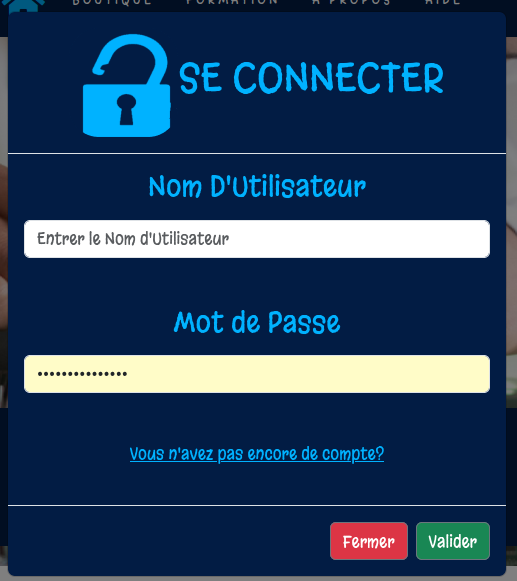 BOUTIQUE FORMATION À PROPOS AIDE
SE CONNECTER
Nom D'Utilisateur
Entrer le Nom d'Utilisateur
Mot de Passe
•••••••••••••••
Vous n'avez pas encore de compte?
Fermer Valider